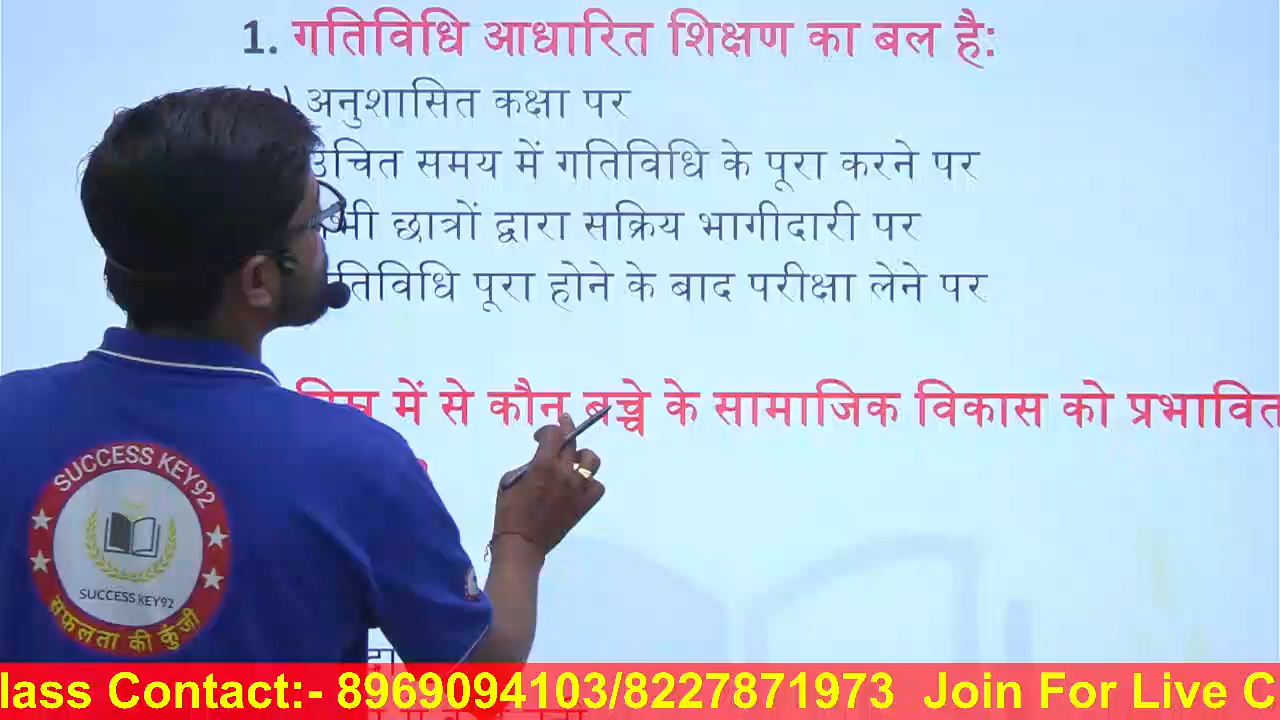 1. गतिविधि आधारित शिक्षण का बल है:
अनुशासित कक्षा पर
उचित समय में गतिविधि के पूरा करने पर
छात्रों द्वारा सक्रिय भागीदारी पर
पूरा होने के बाद परीक्षा लेने पर
में से कौन बच्चे के सामाजिक विकास को प्रभावित
SUCCESS KEY92
SUCCESS KEY92
सफलता की कुंजी
lass Contact:- 8969094103/8227871973 Join For Live C